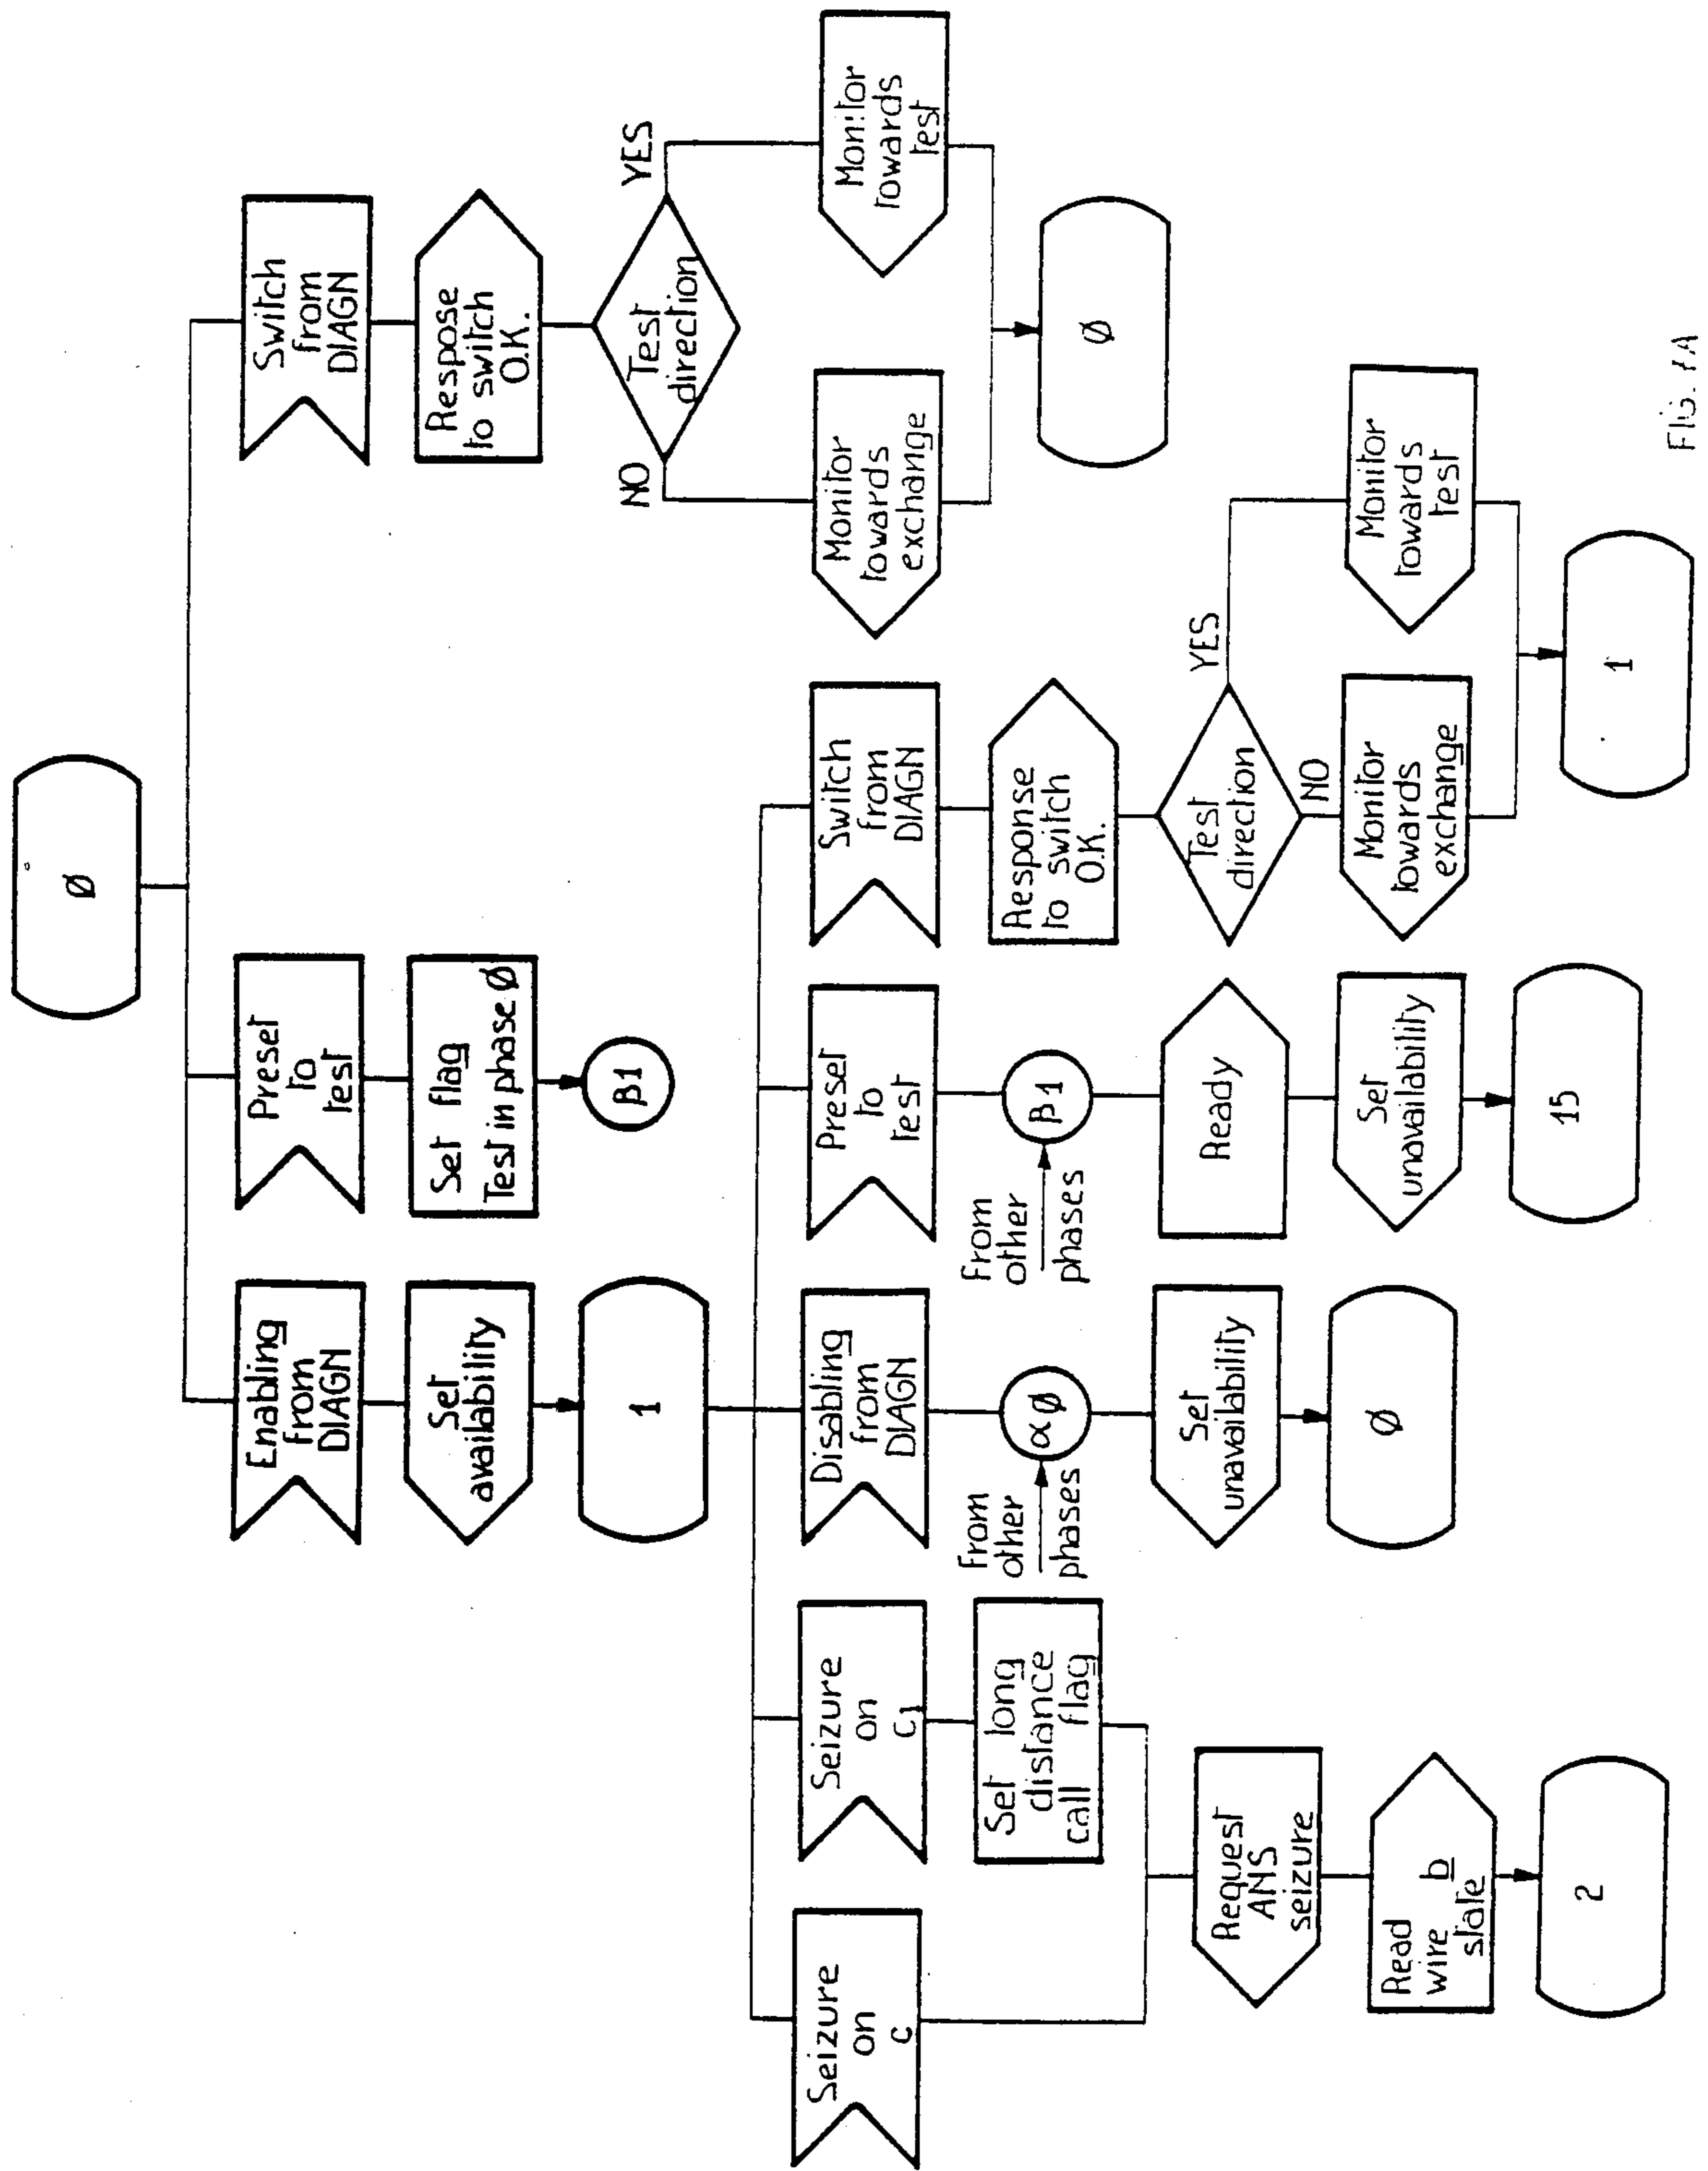 Ø
Enabling
from
DIAGN
Preset
to
test
Switch
from
DIAGN
Set
availability
Set flag
Test in phase Ø
Respose
to switch
O.K.
1
β1
Test
direction
NO
YES
Monitor
towards
exchange
Monitor
towards
test
Ø
Seizure
on
c
Seizure
on
C1
Disabling
from
DIAGN
Preset
to
test
Switch
from
DIAGN
Set long
distance
call flag
From
other
phases
α Ø
From
other
phases
β1
Response
to switch
O.K.
Request
ANS
seizure
Set
unavailability
Ready
Test
direction
YES
NO
Read
wire b
state
Ø
Set
unavailability
Monitor
towards
exchange
Monitor
towards
test
2
15
1